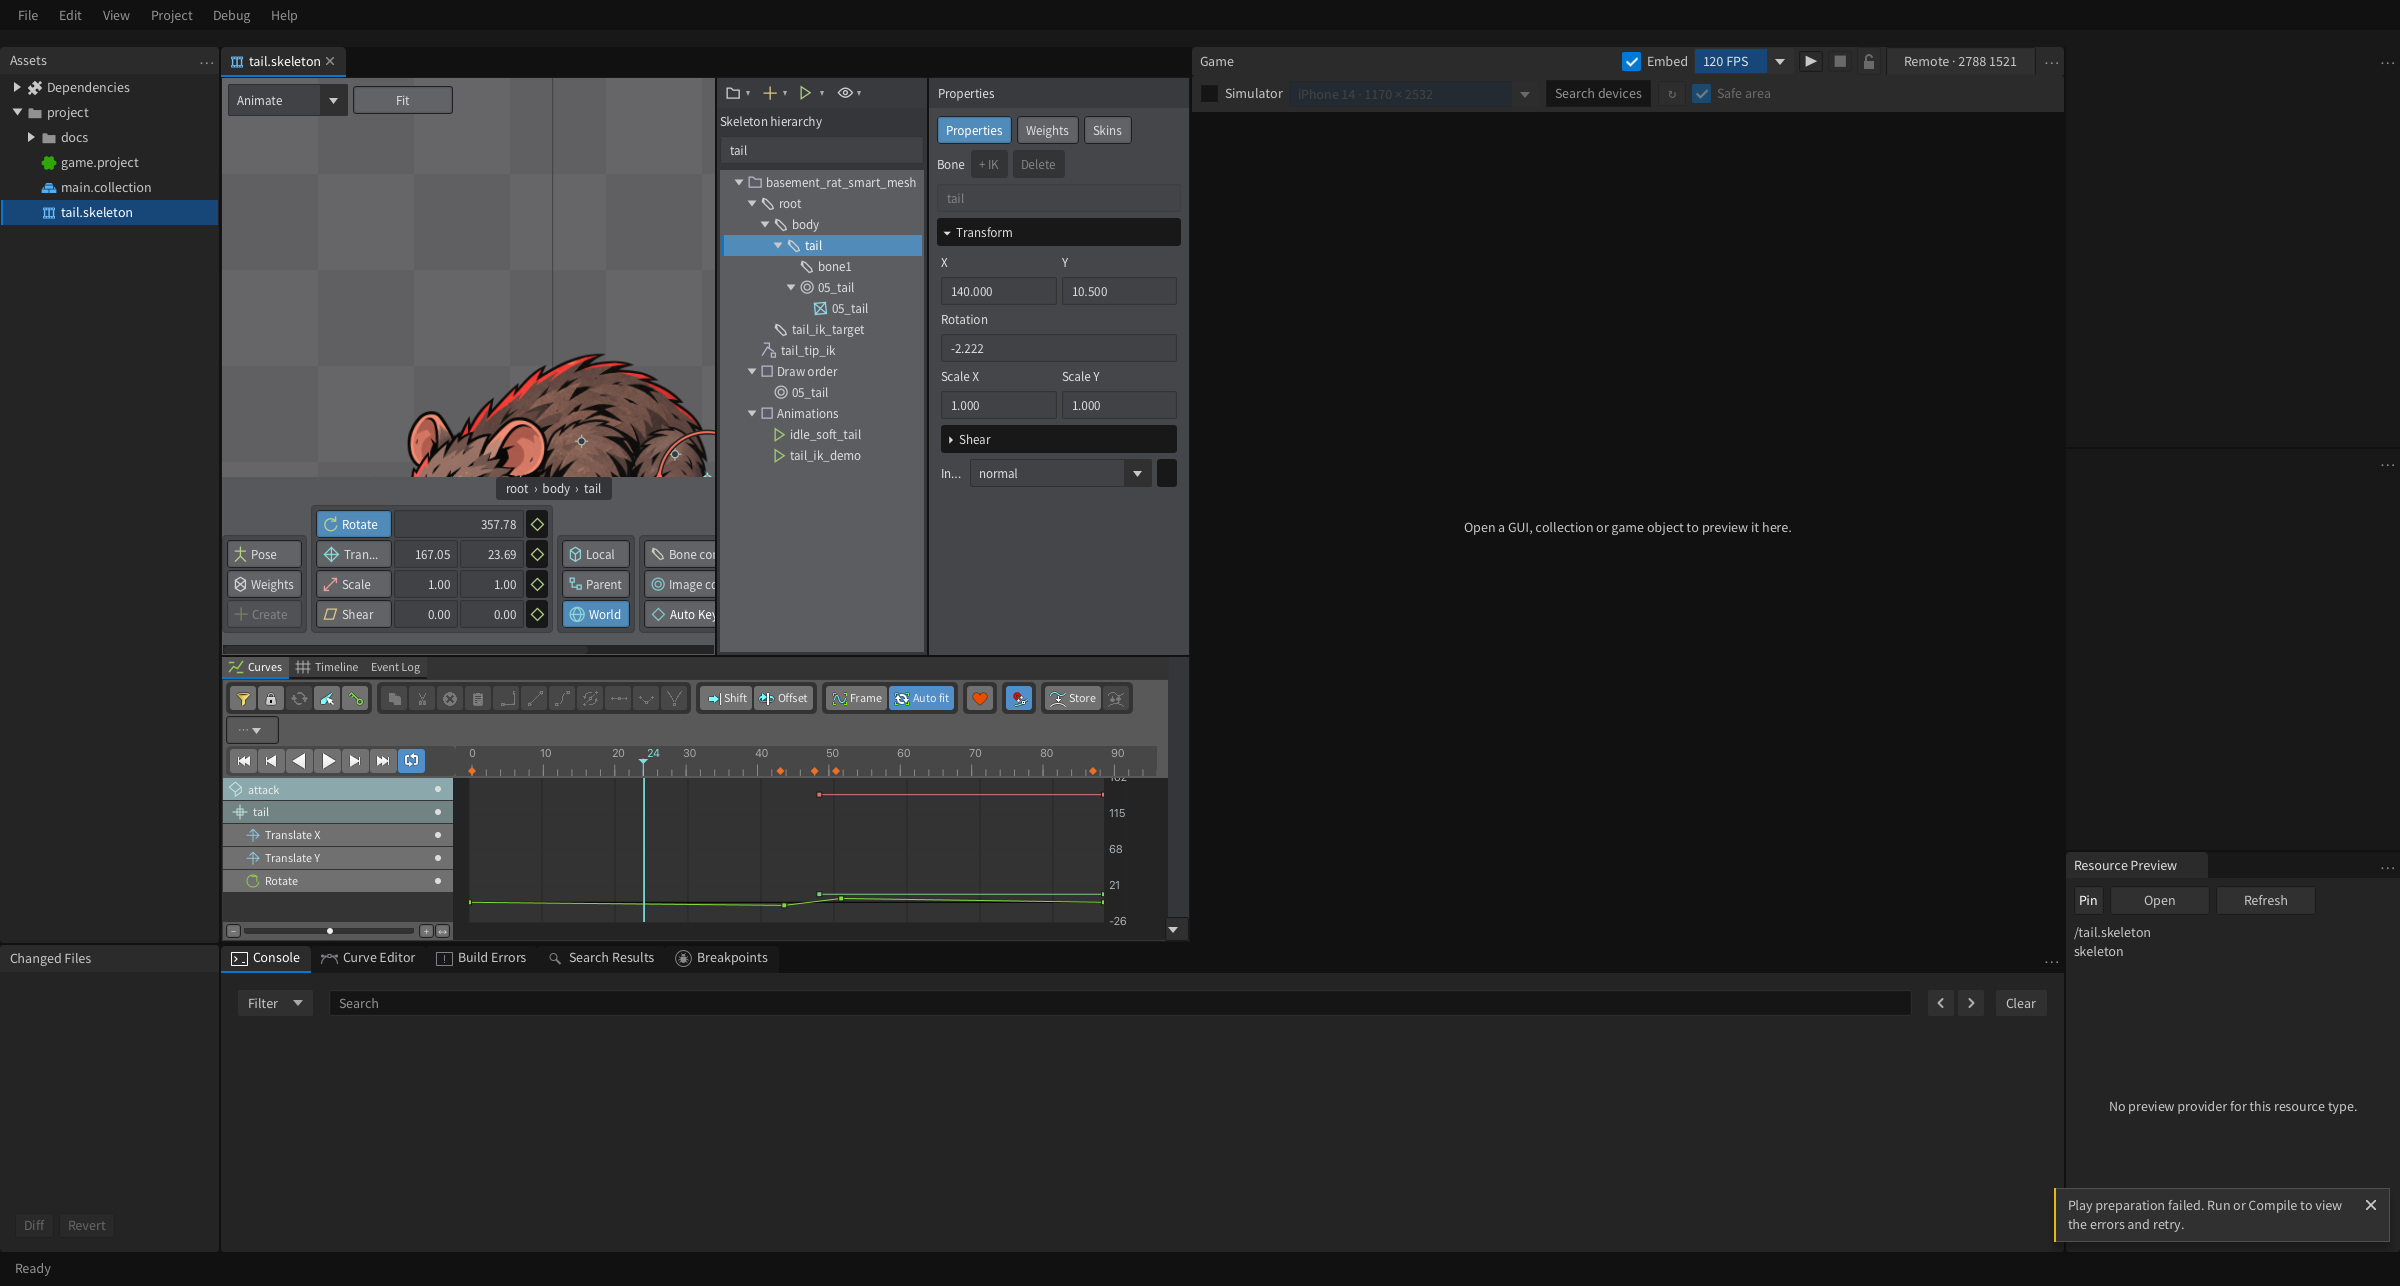 File Edit View Project Debug Help
Assets
Dependencies
project
docs
game.project
main.collection
tail.skeleton
Changed Files
Diff Revert
Ready
tail.skeleton
Animate Fit
root › body › tail
Pose
Weights
Create
Rotate 357.78
Tran... 167.05 23.69
Scale 1.00 1.00
Shear 0.00 0.00
Local
Parent
World
Bone co
Image c
Auto Key
Skeleton hierarchy
tail
basement_rat_smart_mesh
root
body
tail
bone1
05_tail
05_tail
tail_ik_target
tail_tip_ik
Draw order
05_tail
Animations
idle_soft_tail
tail_ik_demo
Properties
Properties Weights Skins
Bone + IK Delete
tail
Transform
X Y
140.000 10.500
Rotation
-2.222
Scale X Scale Y
1.000 1.000
Shear
In... normal
Curves Timeline Event Log
Shift Offset Frame Auto fit Store
0 10 20 24 30 40 50 60 70 80 90
attack
tail
Translate X
Translate Y
Rotate
115
68
21
-26
Game Embed 120 FPS Remote · 2788 1521
Simulator iPhone 14 · 1170 × 2532 Search devices Safe area
Open a GUI, collection or game object to preview it here.
Console Curve Editor Build Errors Search Results Breakpoints
Filter Search Clear
Resource Preview
Pin Open Refresh
/tail.skeleton
skeleton
No preview provider for this resource type.
Play preparation failed. Run or Compile to view
the errors and retry.